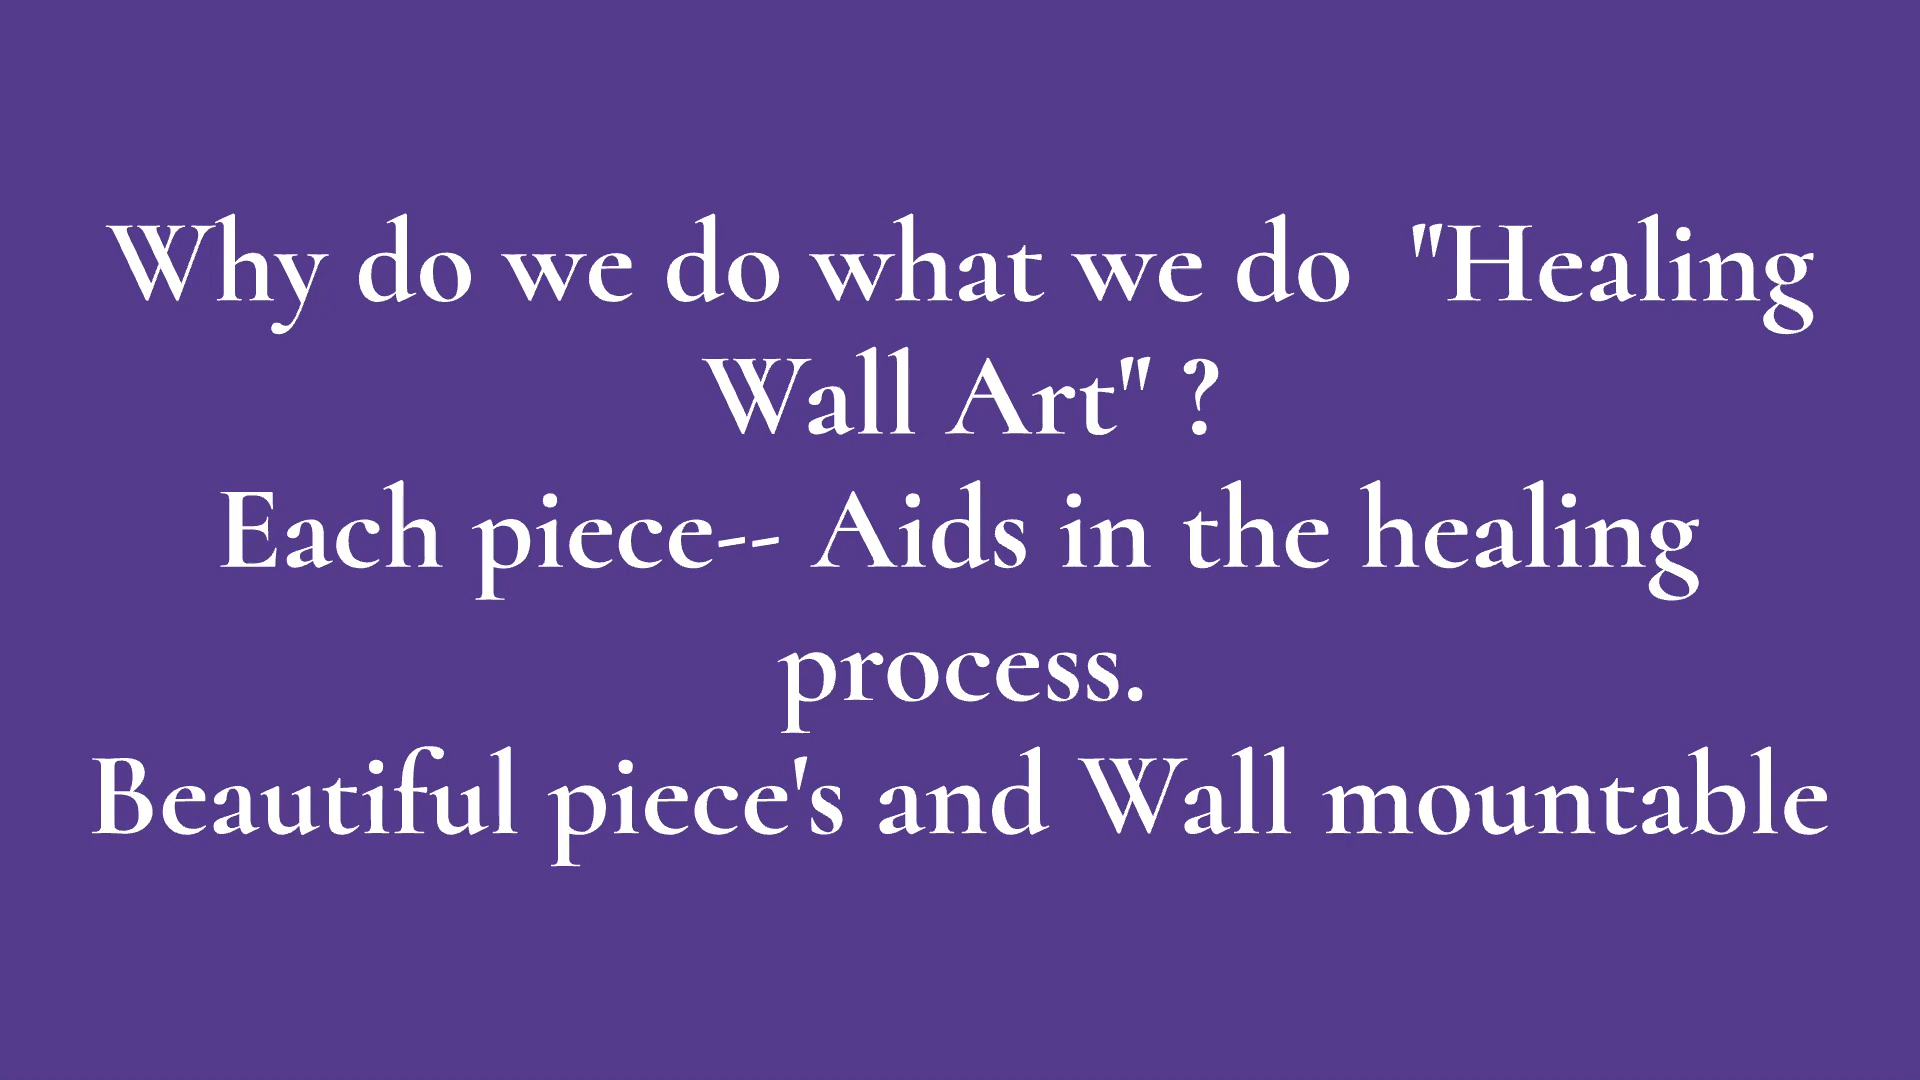 Why do we do what we do  "Healing
Wall Art" ?
Each piece-- Aids in the healing
process.
Beautiful piece's and Wall mountable